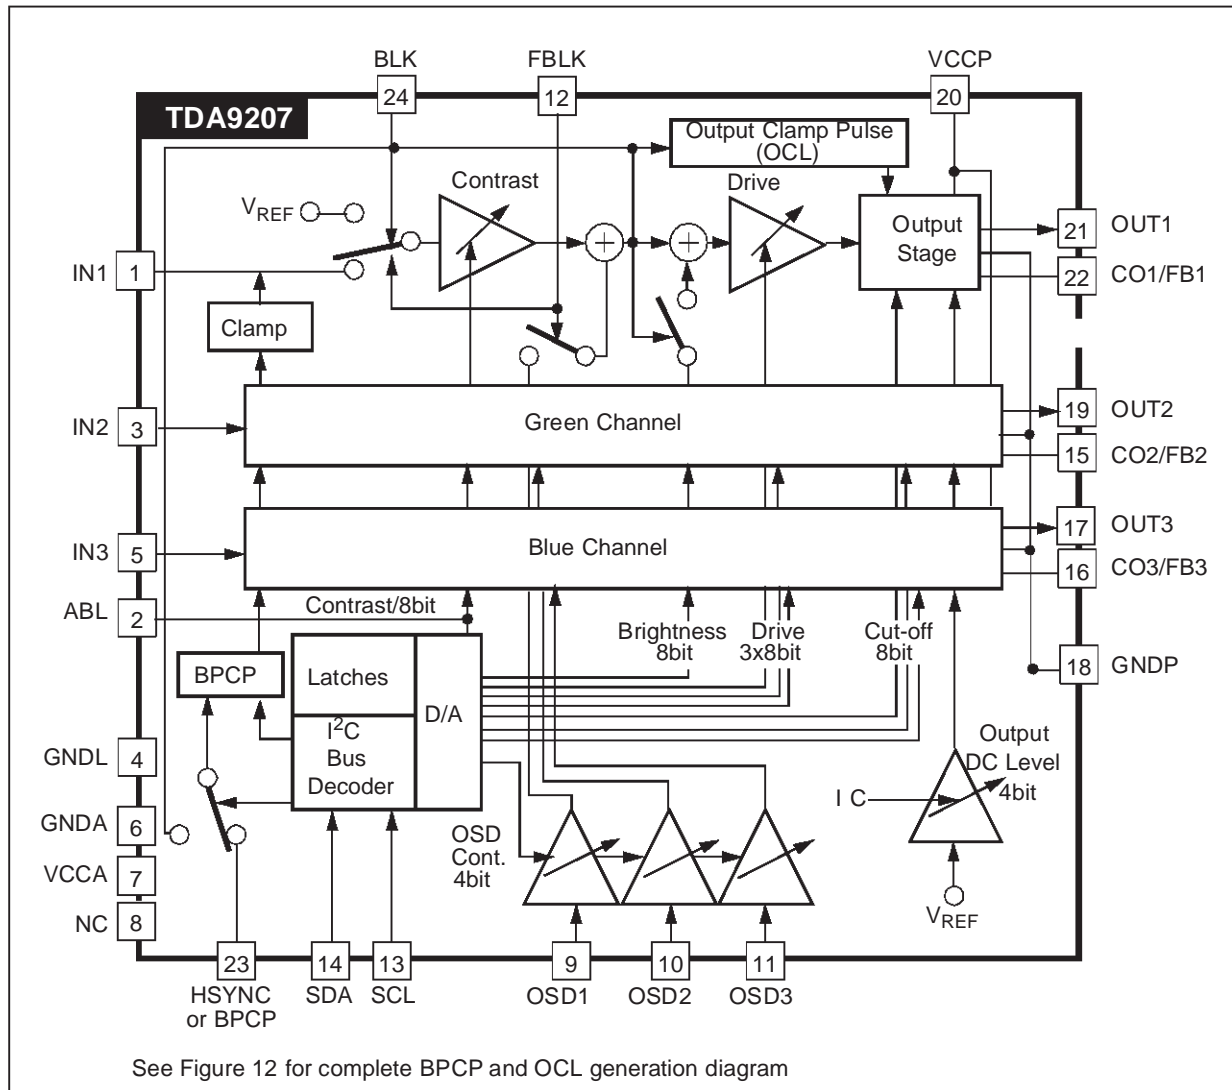 BLK
FBLK
VCCP
24
12
20
TDA9207
Output Clamp Pulse
(OCL)
Contrast
Drive
VREF
+
+
Output
Stage
21
OUT1
IN1
1
22
CO1/FB1
Clamp
IN2
3
Green Channel
19
OUT2
15
CO2/FB2
IN3
5
Blue Channel
17
OUT3
16
CO3/FB3
ABL
2
Contrast/8bit
Brightness
8bit
Drive
3x8bit
Cut-off
8bit
18
GNDP
BPCP
Latches
D/A
I2C
Bus
Decoder
GNDL
4
GNDA
6
VCCA
7
NC
8
OSD
Cont.
4bit
Output
DC Level
4bit
I C
VREF
23
14
13
9
10
11
HSYNC
or BPCP
SDA
SCL
OSD1
OSD2
OSD3
See Figure 12 for complete BPCP and OCL generation diagram